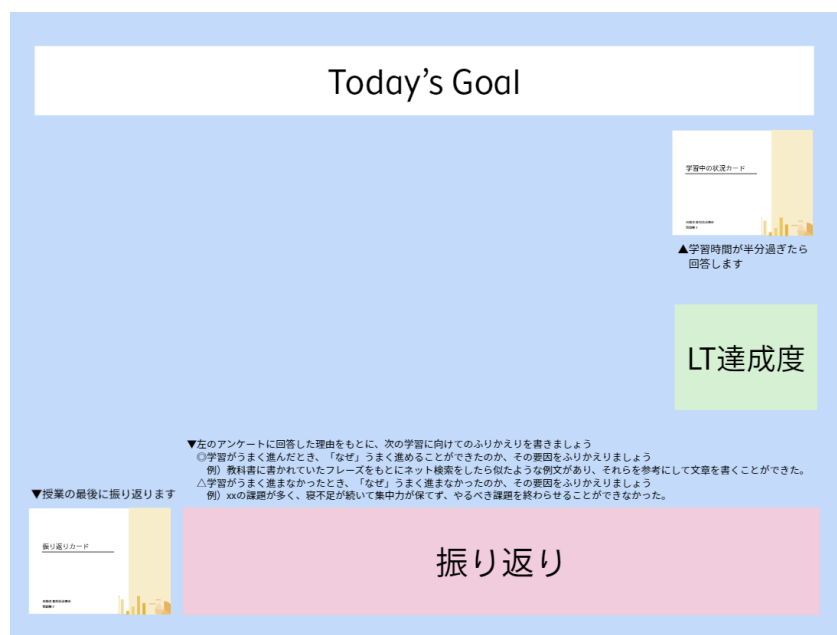 Today's Goal
学習中の状況カード
▲学習時間が半分過ぎたら
回答します
LT達成度
▼左のアンケートに回答した理由をもとに、次の学習に向けてのふりかえりを書きましょう
◎学習がうまく進んだとき、「なぜ」うまく進めることができたのか、その要因をふりかえりましょう
例）教科書に書かれていたフレーズをもとにネット検索をしたら似たような例文があり、それらを参考にして文章を書くことができた。
△学習がうまく進まなかったとき、「なぜ」うまく進まなかったのか、その要因をふりかえりましょう
例）xxの課題が多く、寝不足が続いて集中力が保てず、やるべき課題を終わらせることができなかった。
▼授業の最後に振り返ります
振り返りカード
振り返り